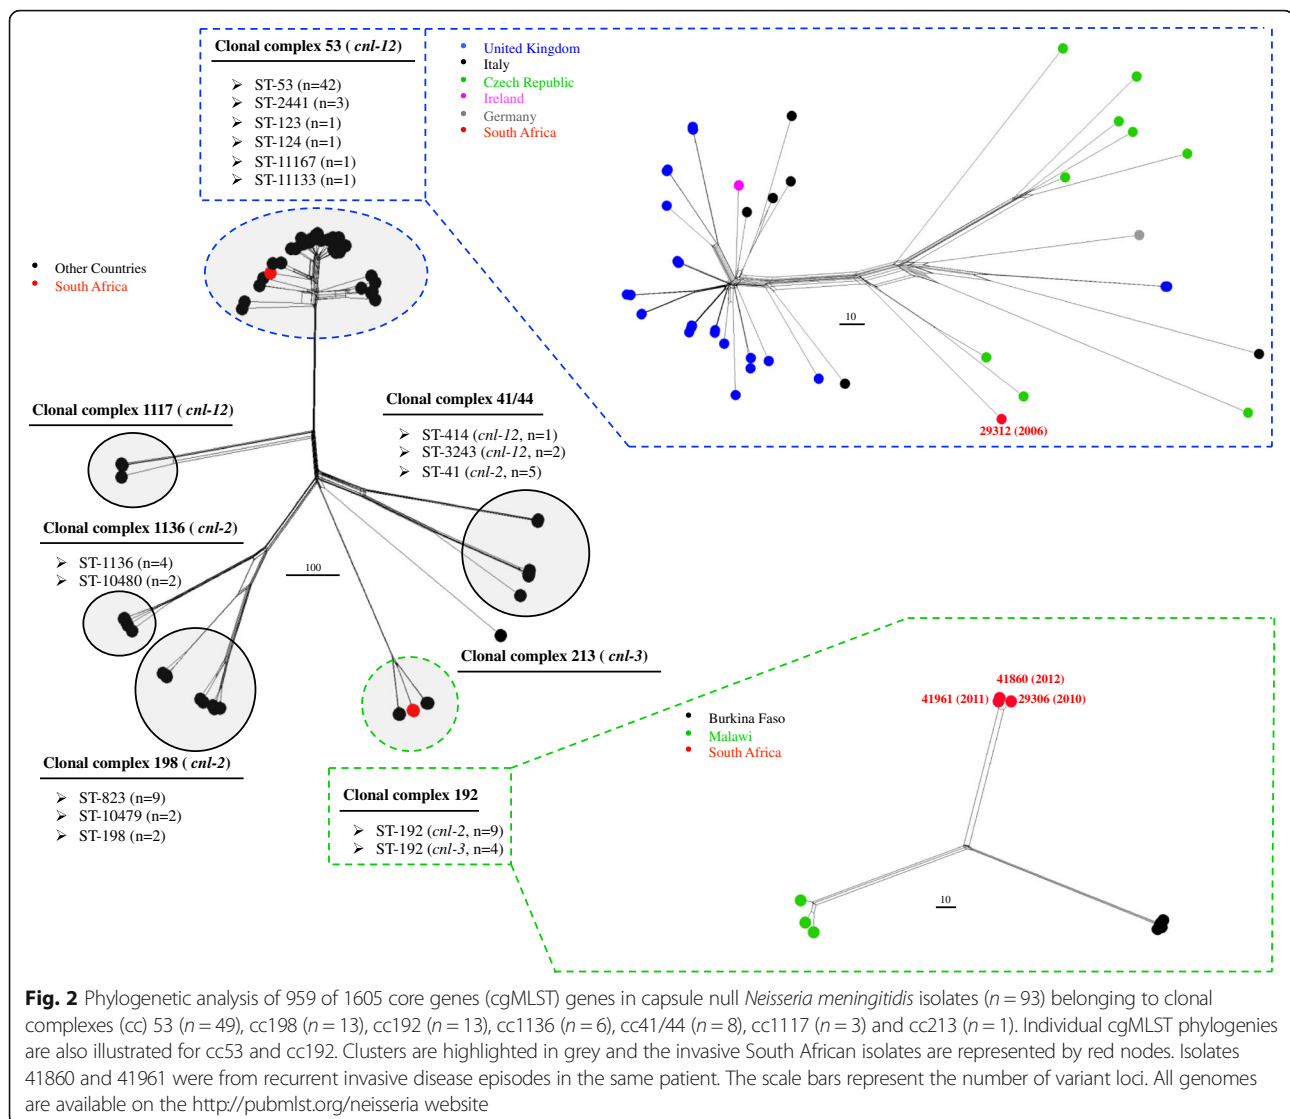 Clonal complex 53 ( cnl-12)
➢ ST-53 (n=42)
➢ ST-2441 (n=3)
➢ ST-123 (n=1)
➢ ST-124 (n=1)
➢ ST-11167 (n=1)
➢ ST-11133 (n=1)
United Kingdom
Italy
Czech Republic
Ireland
Germany
South Africa
10
29312 (2006)
Other Countries
South Africa
Clonal complex 1117 ( cnl-12)
Clonal complex 41/44
➢ ST-414 (cnl-12, n=1)
➢ ST-3243 (cnl-12, n=2)
➢ ST-41 (cnl-2, n=5)
Clonal complex 1136 ( cnl-2)
➢ ST-1136 (n=4)
➢ ST-10480 (n=2)
100
Clonal complex 213 ( cnl-3)
Clonal complex 198 ( cnl-2)
➢ ST-823 (n=9)
➢ ST-10479 (n=2)
➢ ST-198 (n=2)
Clonal complex 192
➢ ST-192 (cnl-2, n=9)
➢ ST-192 (cnl-3, n=4)
Burkina Faso
Malawi
South Africa
41860 (2012)
41961 (2011)
29306 (2010)
10
Fig. 2 Phylogenetic analysis of 959 of 1605 core genes (cgMLST) genes in capsule null Neisseria meningitidis isolates (n = 93) belonging to clonal
complexes (cc) 53 (n = 49), cc198 (n = 13), cc192 (n = 13), cc1136 (n = 6), cc41/44 (n = 8), cc1117 (n = 3) and cc213 (n = 1). Individual cgMLST phylogenies
are also illustrated for cc53 and cc192. Clusters are highlighted in grey and the invasive South African isolates are represented by red nodes. Isolates
41860 and 41961 were from recurrent invasive disease episodes in the same patient. The scale bars represent the number of variant loci. All genomes
are available on the http://pubmlst.org/neisseria website